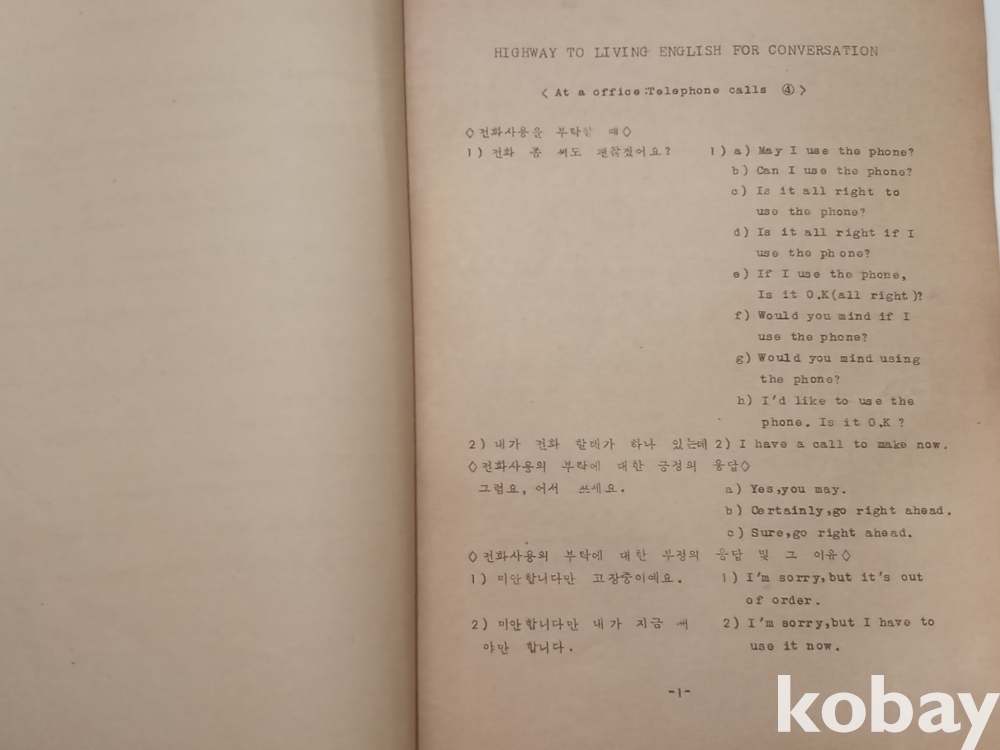 HIGHWAY TO LIVING ENGLISH FOR CONVERSATION
< At a office:Telephone calls ④ >
◇전화사용을 부탁할 때◇
1) 전화 좀 써도 괜찮겠어요? 1) a) May I use the phone?
b) Can I use the phone?
c) Is it all right to
use the phone?
d) Is it all right if I
use the phone?
e) If I use the phone,
Is it O.K(all right)?
f) Would you mind if I
use the phone?
g) Would you mind using
the phone?
h) I'd like to use the
phone. Is it O.K ?
2) 내가 전화 할데가 하나 있는데 2) I have a call to make now.
◇전화사용의 부탁에 대한 긍정의 응답◇
그럼요, 어서 쓰세요. a) Yes,you may.
b) Certainly,go right ahead.
c) Sure,go right ahead.
◇전화사용의 부탁에 대한 부정의 응답 및 그 이유◇
1) 미안합니다만 고장중이에요. 1) I'm sorry,but it's out
of order.
2) 미안합니다만 내가 지금 써 2) I'm sorry,but I have to
야만 합니다. use it now.
-1-
kobay